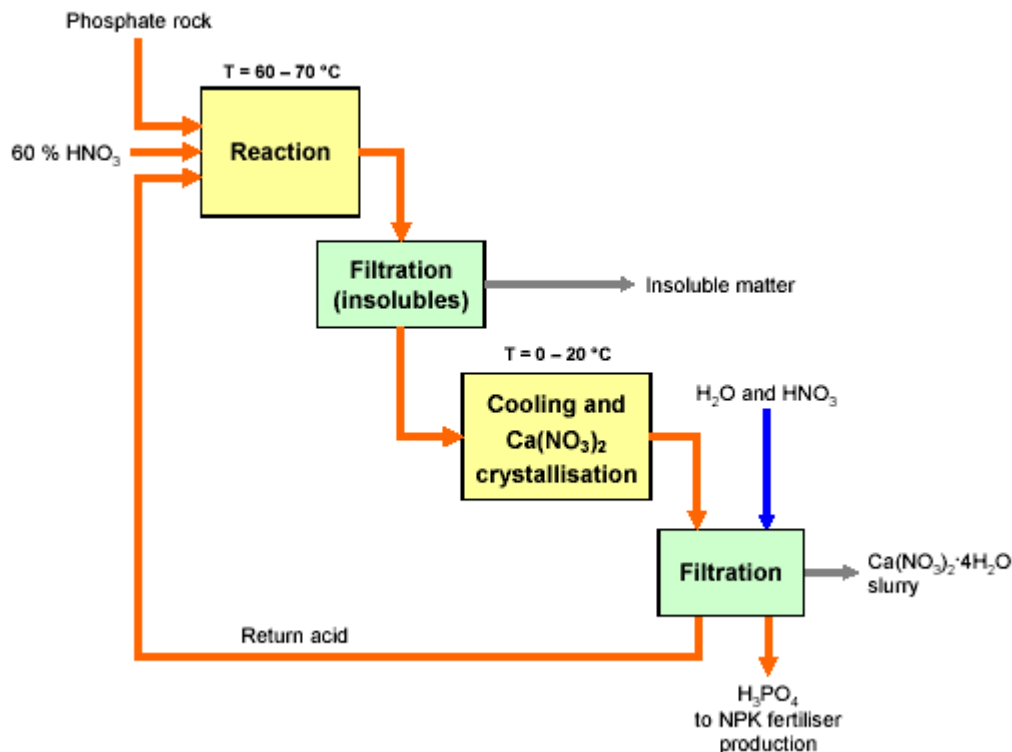 Phosphate rock
T = 60 – 70 °C
60 % HNO₃
Reaction
Filtration
(insolubles)
Insoluble matter
T = 0 – 20 °C
Cooling and
Ca(NO₃)₂
crystallisation
H₂O and HNO₃
Filtration
Ca(NO₃)₂·4H₂O
slurry
Return acid
H₃PO₄
to NPK fertiliser
production